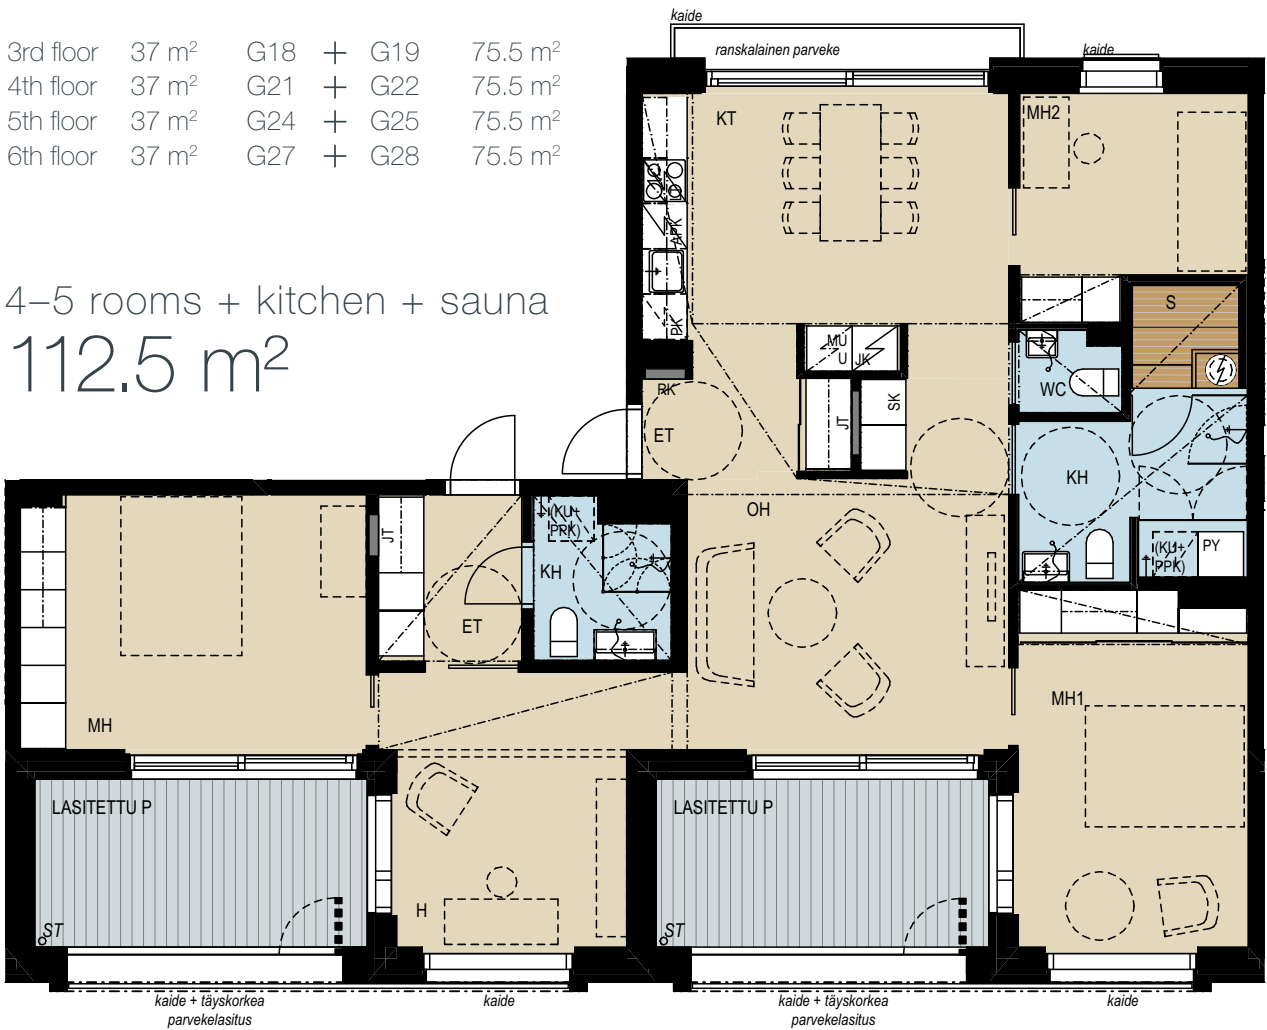 3rd floor 37 m² G18 + G19 75.5 m²
4th floor 37 m² G21 + G22 75.5 m²
5th floor 37 m² G24 + G25 75.5 m²
6th floor 37 m² G27 + G28 75.5 m²
4–5 rooms + kitchen + sauna
112.5 m²
kaide
ranskalainen parveke
kaide
KT
MH2
APK
PK
S
MU
U
JK
RK
ET
JT
SK
WC
KH
OH
JT
(KU+
PPK)
KH
ET
(KU+
PPK)
PY
MH
MH1
LASITETTU P
LASITETTU P
H
ST
ST
kaide + täyskorkea
parvekelasitus
kaide
kaide + täyskorkea
parvekelasitus
kaide